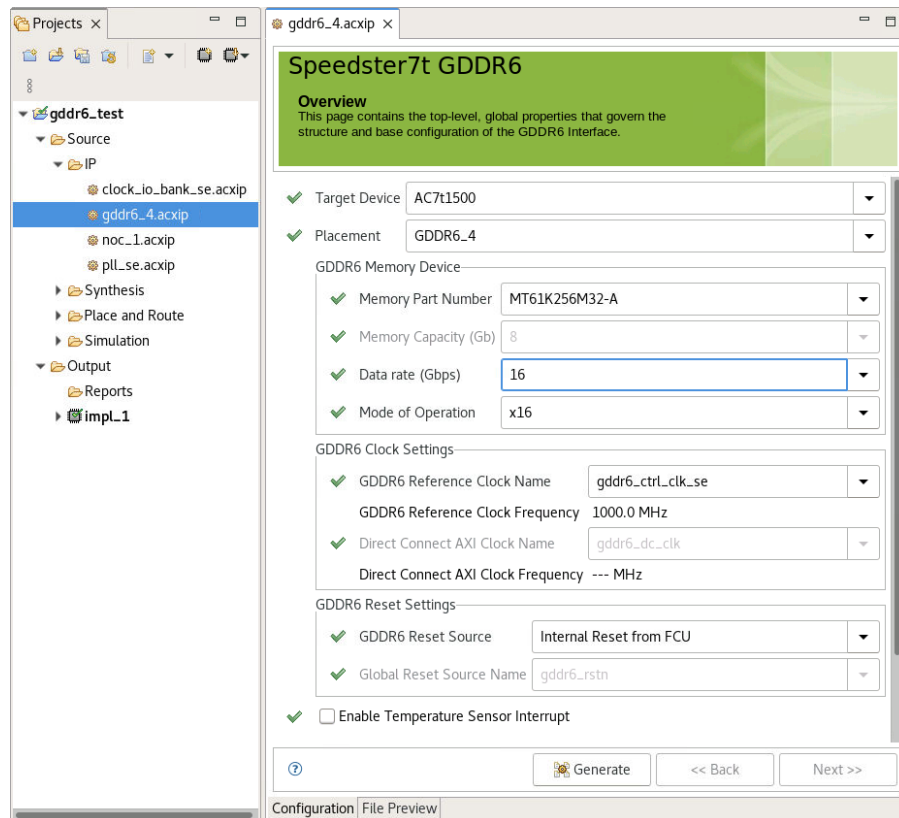 Projects
gddr6_test
Source
IP
clock_io_bank_se.acxip
gddr6_4.acxip
noc_1.acxip
pll_se.acxip
Synthesis
Place and Route
Simulation
Output
Reports
impl_1
gddr6_4.acxip
Speedster7t GDDR6
Overview
This page contains the top-level, global properties that govern the
structure and base configuration of the GDDR6 Interface.
Target Device AC7t1500
Placement GDDR6_4
GDDR6 Memory Device
Memory Part Number MT61K256M32-A
Memory Capacity (Gb) 8
Data rate (Gbps) 16
Mode of Operation x16
GDDR6 Clock Settings
GDDR6 Reference Clock Name gddr6_ctrl_clk_se
GDDR6 Reference Clock Frequency 1000.0 MHz
Direct Connect AXI Clock Name gddr6_dc_clk
Direct Connect AXI Clock Frequency --- MHz
GDDR6 Reset Settings
GDDR6 Reset Source Internal Reset from FCU
Global Reset Source Name gddr6_rstn
Enable Temperature Sensor Interrupt
Generate << Back Next >>
Configuration File Preview